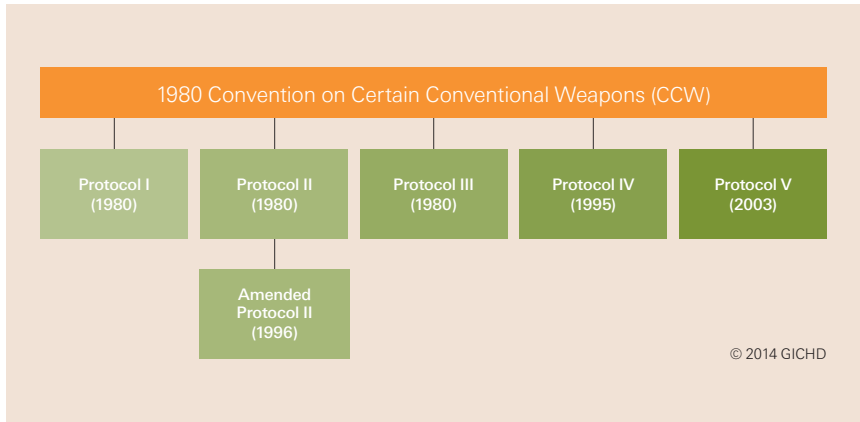 1980 Convention on Certain Conventional Weapons (CCW)
Protocol I
(1980)
Protocol II
(1980)
Protocol III
(1980)
Protocol IV
(1995)
Protocol V
(2003)
Amended
Protocol II
(1996)
© 2014 GICHD